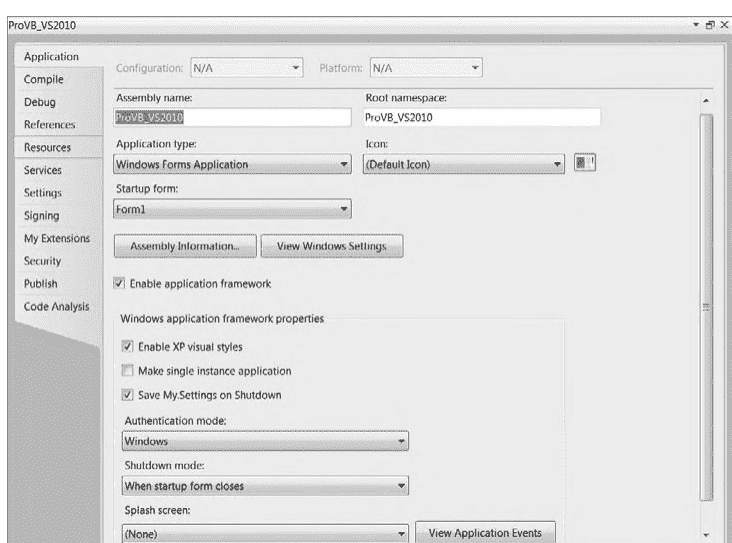 ProVB_VS2010
Application
Compile
Debug
References
Resources
Services
Settings
Signing
My Extensions
Security
Publish
Code Analysis
Configuration: N/A Platform: N/A
Assembly name: Root namespace:
ProVB_VS2010 ProVB_VS2010
Application type: Icon:
Windows Forms Application (Default Icon)
Startup form:
Form1
Assembly Information... View Windows Settings
Enable application framework
Windows application framework properties
Enable XP visual styles
Make single instance application
Save My.Settings on Shutdown
Authentication mode:
Windows
Shutdown mode:
When startup form closes
Splash screen:
(None) View Application Events